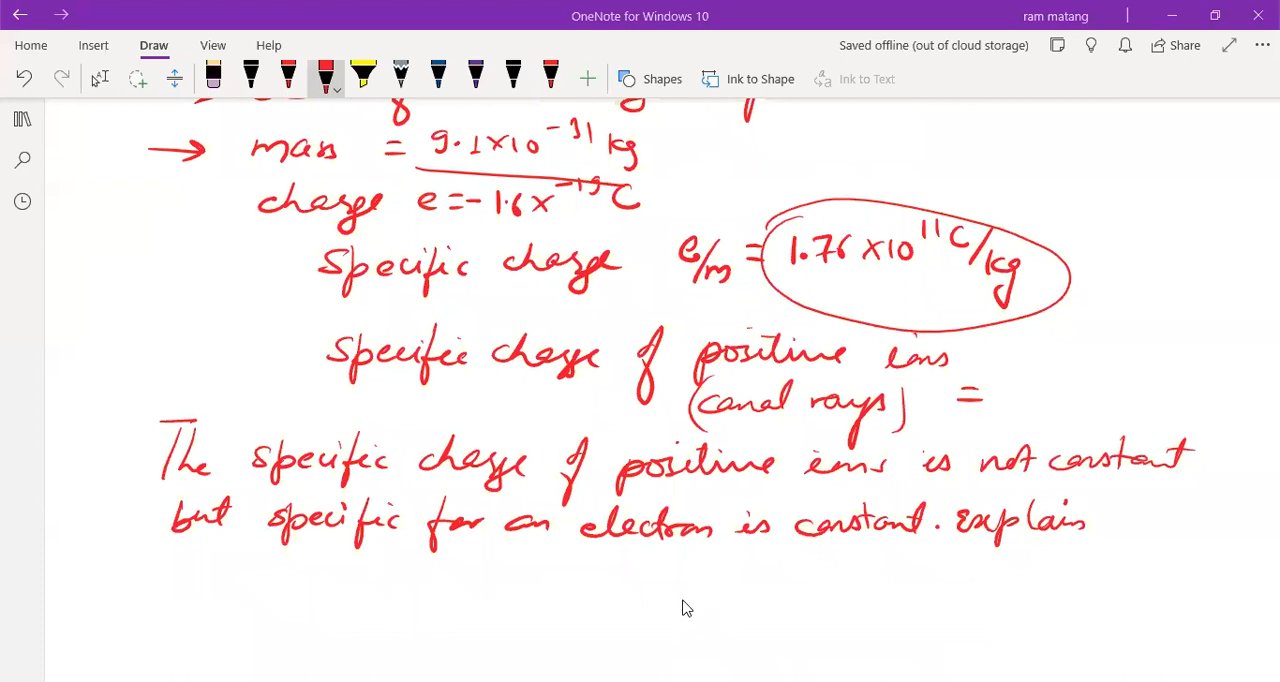 OneNote for Windows 10
ram matang
Home Insert Draw View Help
Saved offline (out of cloud storage)
Share
Shapes
Ink to Shape
Ink to Text
→ mass = 9.1×10⁻³¹ kg
charge e = - 1.6×⁻¹⁹ C
Specific charge e/m = 1.76 ×10¹¹ C/kg
Specific charge of positive ions
(canal rays) =
The specific charge of positive ions is not constant
but specific for an electron is constant. Explain